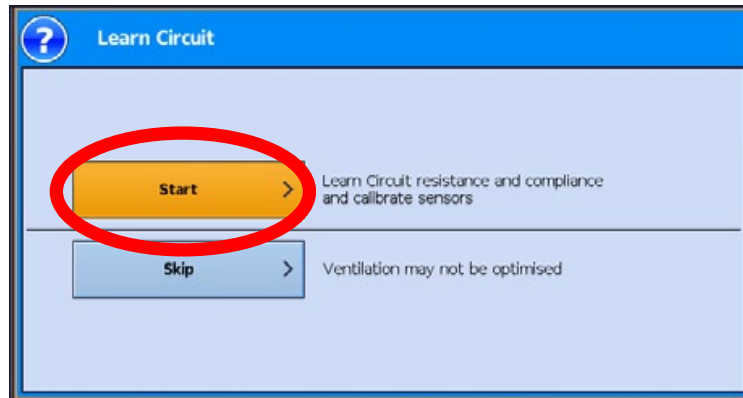 ?
Learn Circuit
Start >
Learn Circuit resistance and compliance
and calibrate sensors
Skip >
Ventilation may not be optimised